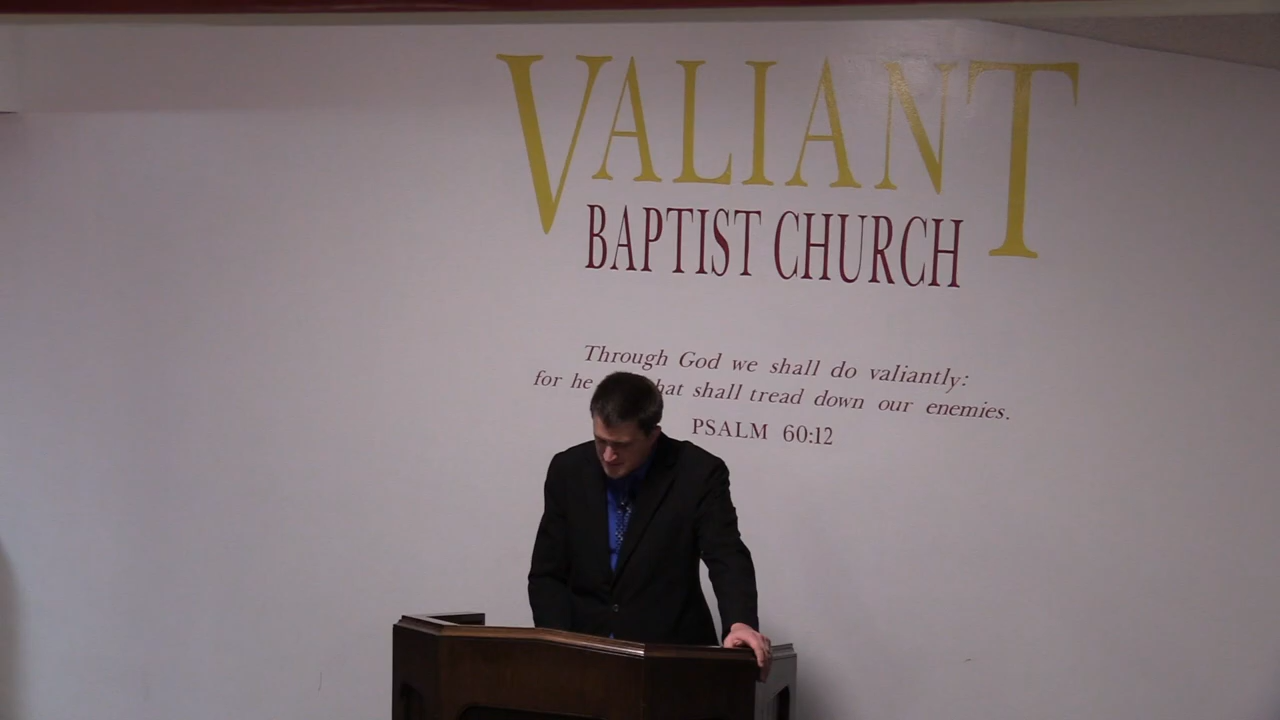 VALIANT
BAPTIST CHURCH
Through God we shall do valiantly:
for he shall tread down our enemies.
PSALM 60:12